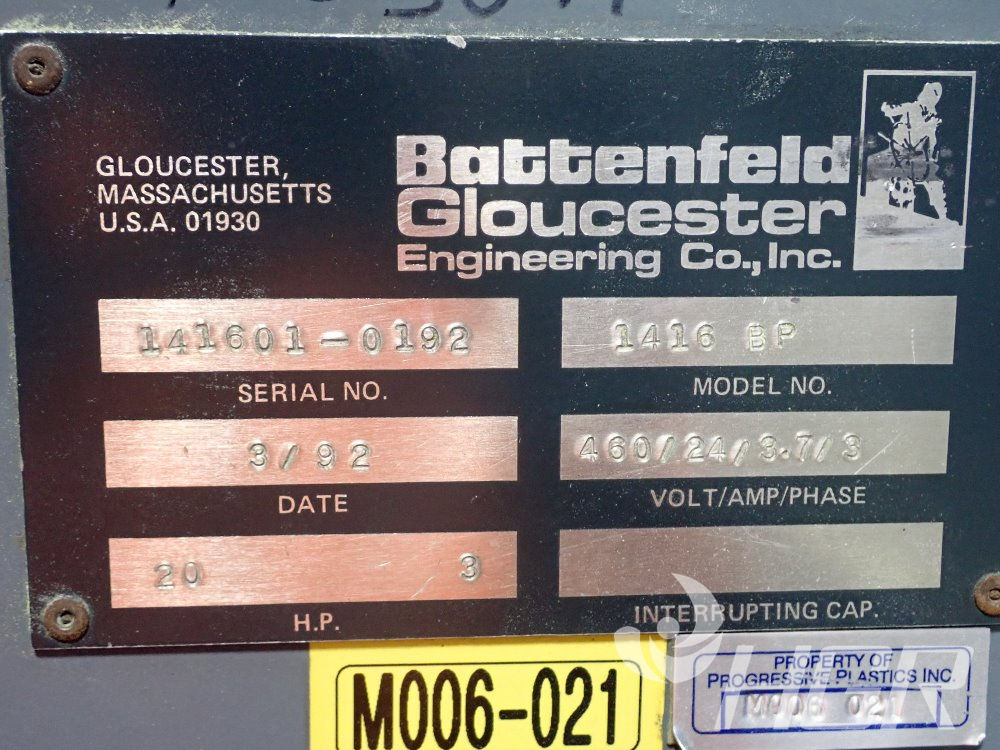 GLOUCESTER,
MASSACHUSETTS
U.S.A. 01930
Battenfeld
Gloucester
Engineering Co., Inc.
141601-0192
SERIAL NO.
1416 BP
MODEL NO.
3/92
DATE
460/24/3.7/3
VOLT/AMP/PHASE
20 3
H.P.
INTERRUPTING CAP.
M006-021
PROPERTY OF
PROGRESSIVE PLASTICS INC.
M006 021